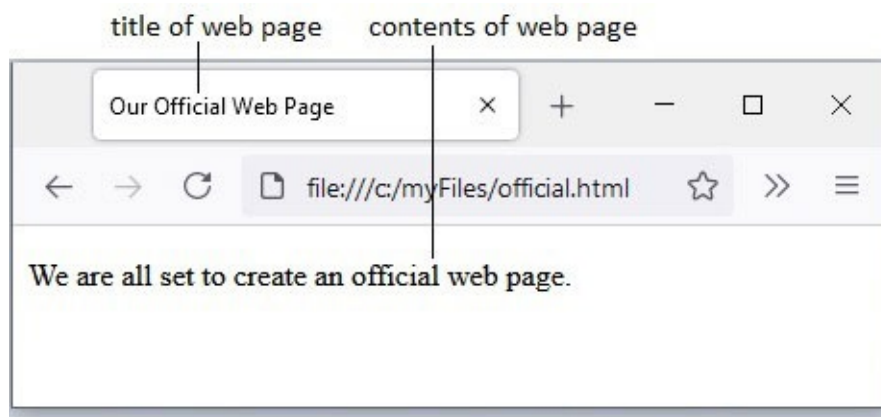 title of web page contents of web page
Our Official Web Page
file:///c:/myFiles/official.html
We are all set to create an official web page.